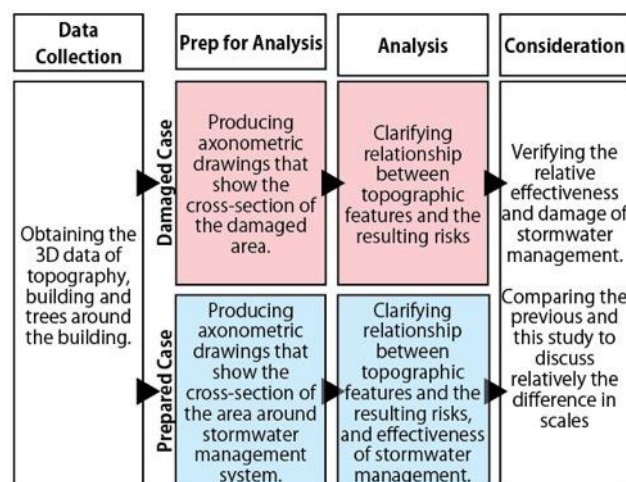 Data
Collection
Prep for Analysis
Analysis
Consideration
Obtaining the
3D data of
topography,
building and
trees around
the building.
Damaged Case
Producing
axonometric
drawings that
show the
cross-section of
the damaged
area.
Clarifying
relationship
between
topographic
features and the
resulting risks
Prepared Case
Producing
axonometric
drawings that
show the
cross-section of
the area around
stormwater
management
system.
Clarifying
relationship
between
topographic
features and the
resulting risks,
and effectiveness
of stormwater
management.
Verifying the
relative
effectiveness
and damage of
stormwater
management.
Comparing the
previous and
this study to
discuss
relatively the
difference in
scales